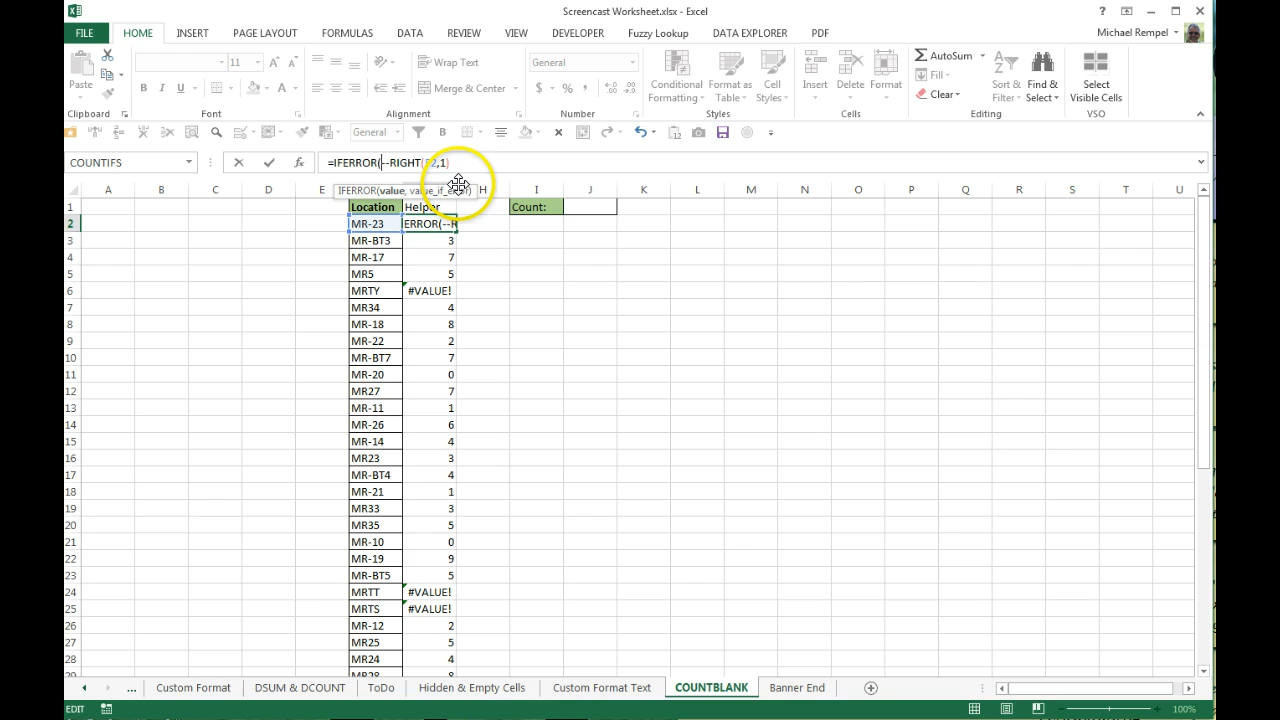 Screencast Worksheet.xlsx - Excel
FILE HOME INSERT PAGE LAYOUT FORMULAS DATA REVIEW VIEW DEVELOPER Fuzzy Lookup DATA EXPLORER PDF Michael Rempel
11 Wrap Text General AutoSum
Paste Merge & Center Conditional Formatting Format as Table Cell Styles Insert Delete Format Fill Clear Sort & Filter Find & Select Select Visible Cells
Clipboard Font Alignment Number Styles Cells Editing VSO
General
COUNTIFS =IFERROR(--RIGHT(F2,1)
IFERROR(value, value_if_error)
A B C D E H I J K L M N O P Q R S T U
1 Location Helper Count:
2 MR-23 ERROR(--R
3 MR-BT3 3
4 MR-17 7
5 MR5 5
6 MRTY #VALUE!
7 MR34 4
8 MR-18 8
9 MR-22 2
10 MR-BT7 7
11 MR-20 0
12 MR27 7
13 MR-11 1
14 MR-26 6
15 MR-14 4
16 MR23 3
17 MR-BT4 4
18 MR-21 1
19 MR33 3
20 MR35 5
21 MR-10 0
22 MR-19 9
23 MR-BT5 5
24 MRTT #VALUE!
25 MRTS #VALUE!
26 MR-12 2
27 MR25 5
28 MR24 4
29 MR28 8
... Custom Format DSUM & DCOUNT ToDo Hidden & Empty Cells Custom Format Text COUNTBLANK Banner End
EDIT 100%